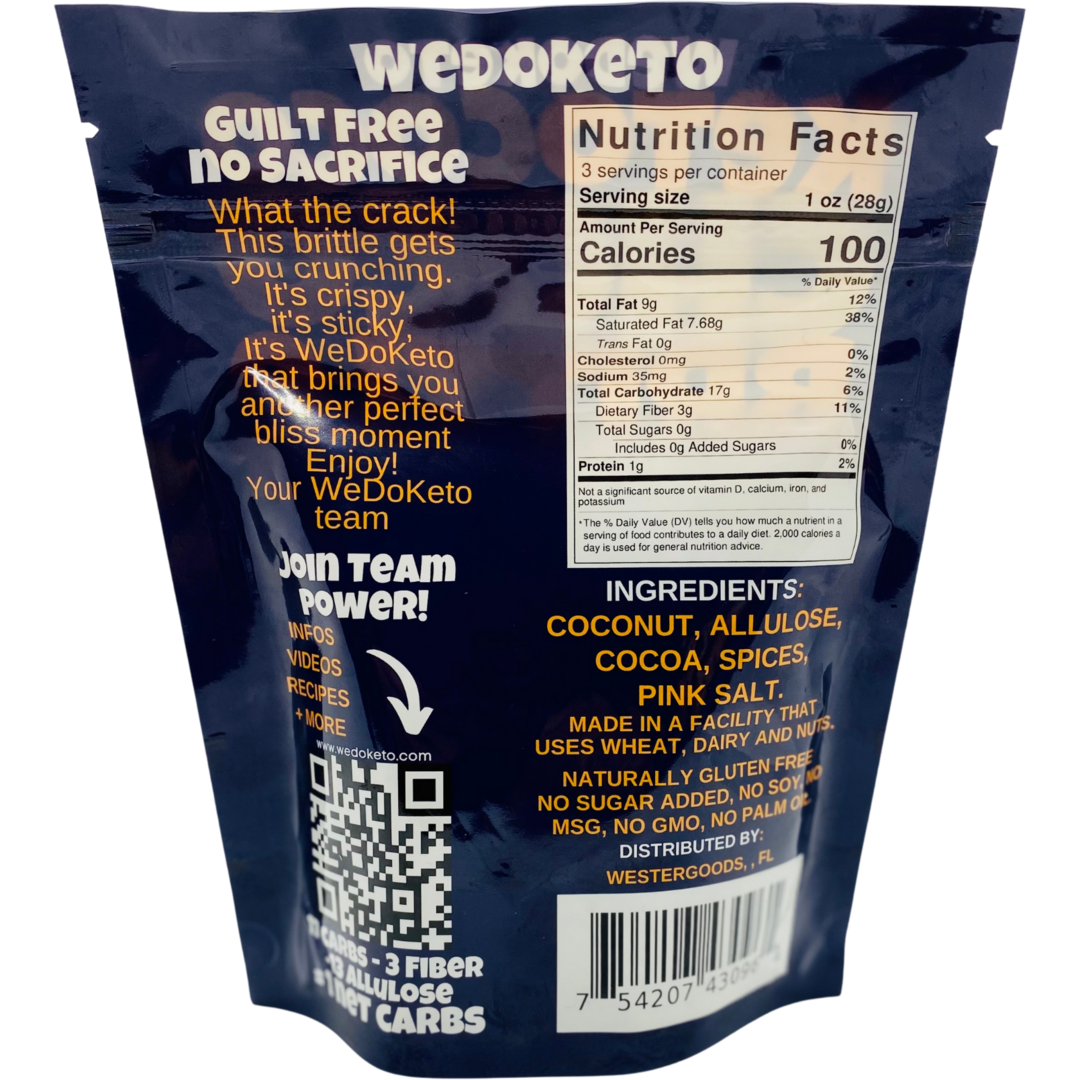 WeDoKeTo
GUILT FRee
no SACRIFICe
What the crack!
This brittle gets
you crunching.
It's crispy,
it's sticky,
It's WeDoKeto
that brings you
another perfect
bliss moment
Enjoy!
Your WeDoKeto
team
JOIn TeAM
POWeR!
INFOS
VIDEOS
RECIPES
+ MORE
www.wedoketo.com
CARBS - 3 FIBeR
13 ALLULOSe
1 neT CARBS
Nutrition Facts
3 servings per container
Serving size 1 oz (28g)
Amount Per Serving
Calories 100
% Daily Value*
Total Fat 9g 12%
Saturated Fat 7.68g 38%
Trans Fat 0g
Cholesterol 0mg 0%
Sodium 35mg 2%
Total Carbohydrate 17g 6%
Dietary Fiber 3g 11%
Total Sugars 0g
Includes 0g Added Sugars 0%
Protein 1g 2%
Not a significant source of vitamin D, calcium, iron, and
potassium
*The % Daily Value (DV) tells you how much a nutrient in a
serving of food contributes to a daily diet. 2,000 calories a
day is used for general nutrition advice.
INGREDIENTS:
COCONUT, ALLULOSE,
COCOA, SPICES,
PINK SALT.
MADE IN A FACILITY THAT
USES WHEAT, DAIRY AND NUTS.
NATURALLY GLUTEN FREE
NO SUGAR ADDED, NO SOY, NO
MSG, NO GMO, NO PALM OIL.
DISTRIBUTED BY:
WESTERGOODS, , FL
7 54207 43096